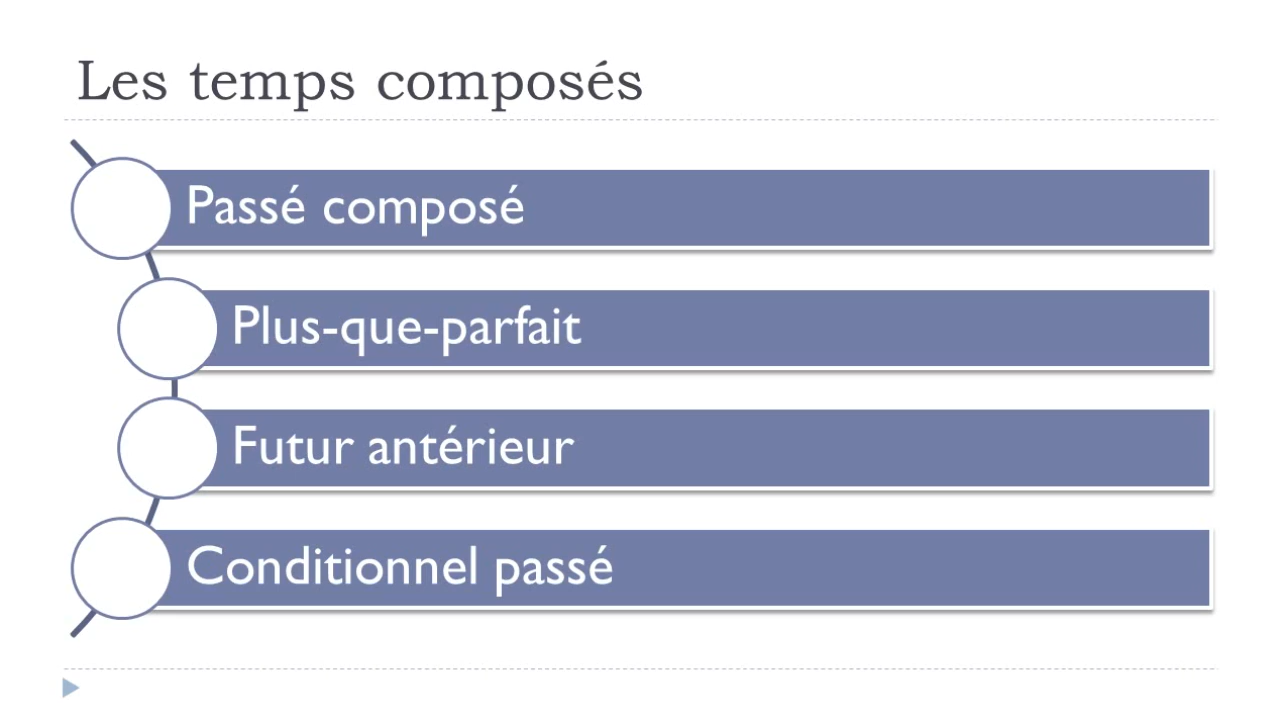 Les temps composés
Passé composé
Plus-que-parfait
Futur antérieur
Conditionnel passé